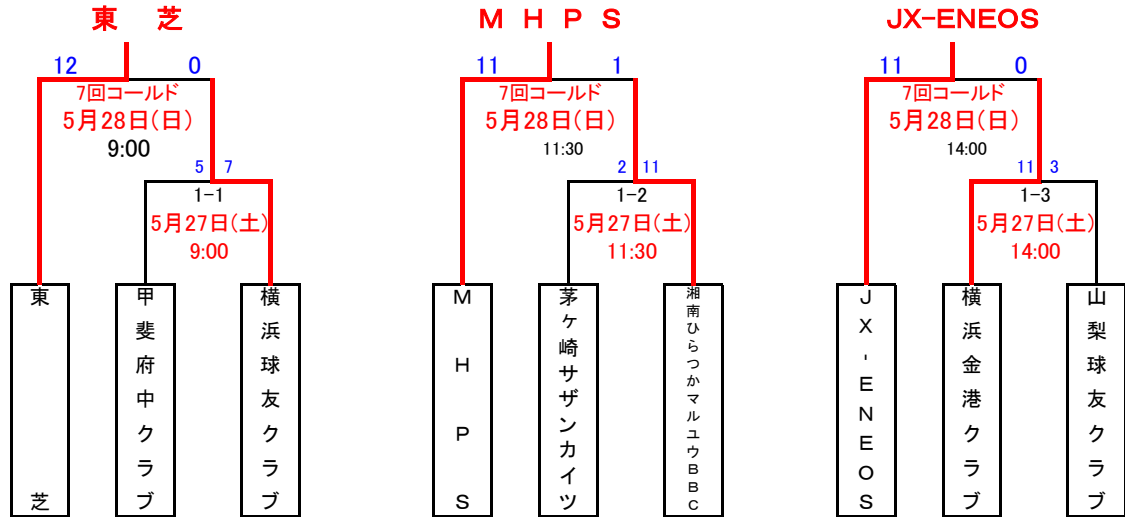 東 芝
12 0
7回コールド
5月28日(日)
9:00
5 7
1-1
5月27日(土)
9:00
東芝
甲斐府中クラブ
横浜球友クラブ
M H P S
11 1
7回コールド
5月28日(日)
11:30
2 11
1-2
5月27日(土)
11:30
MHPS
茅ヶ崎サザンカイツ
湘南ひらつかマルユウBBC
JX-ENEOS
11 0
7回コールド
5月28日(日)
14:00
11 3
1-3
5月27日(土)
14:00
JX-ENEOS
横浜金港クラブ
山梨球友クラブ